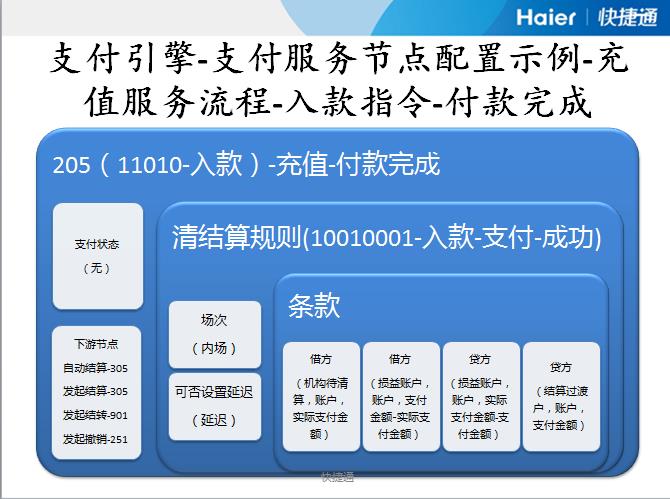 Haier 快捷通
支付引擎-支付服务节点配置示例-充
值服务流程-入款指令-付款完成
205（11010-入款）-充值-付款完成
支付状态
（无）
下游节点
自动结算-305
发起结算-305
发起结转-901
发起撤销-251
清结算规则(10010001-入款-支付-成功)
场次
（内场）
可否设置延迟
（延迟）
条款
借方
（机构待清
算，账户，
实际支付金
额）
借方
（损益账户，
账户，支付
金额-实际支
付金额）
贷方
（损益账户，
账户，实际
支付金额-支
付金额）
贷方
（结算过渡
户，账户，
支付金额）
快捷通